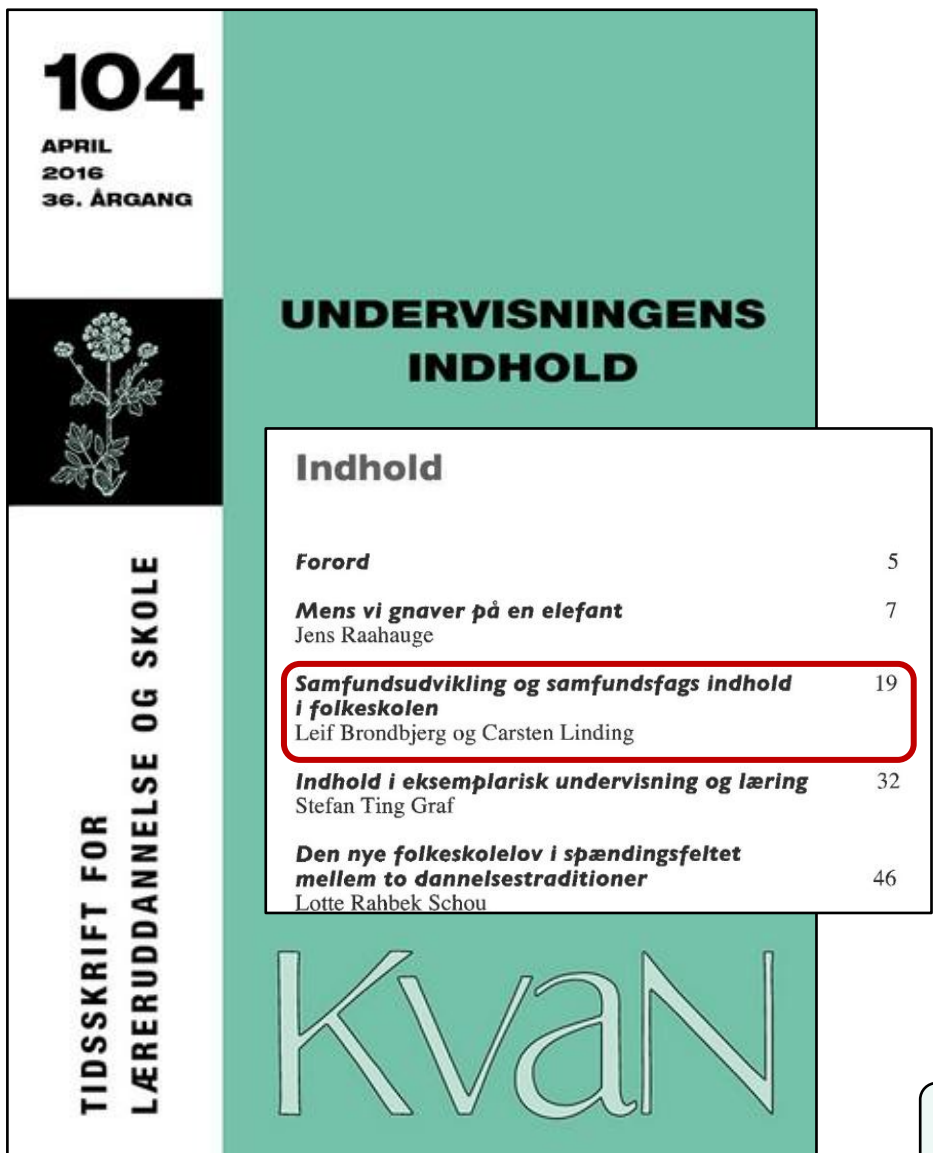 104
APRIL
2016
36. ÅRGANG
UNDERVISNINGENS
INDHOLD
Indhold
Forord 5
Mens vi gnaver på en elefant 7
Jens Raahauge
Samfundsudvikling og samfundsfags indhold 19
i folkeskolen
Leif Brondbjerg og Carsten Linding
Indhold i eksemplarisk undervisning og læring 32
Stefan Ting Graf
Den nye folkeskolelov i spændingsfeltet
mellem to dannelsestraditioner 46
Lotte Rahbek Schou
TIDSSKRIFT FOR
LÆRERUDDANNELSE OG SKOLE
KvaN